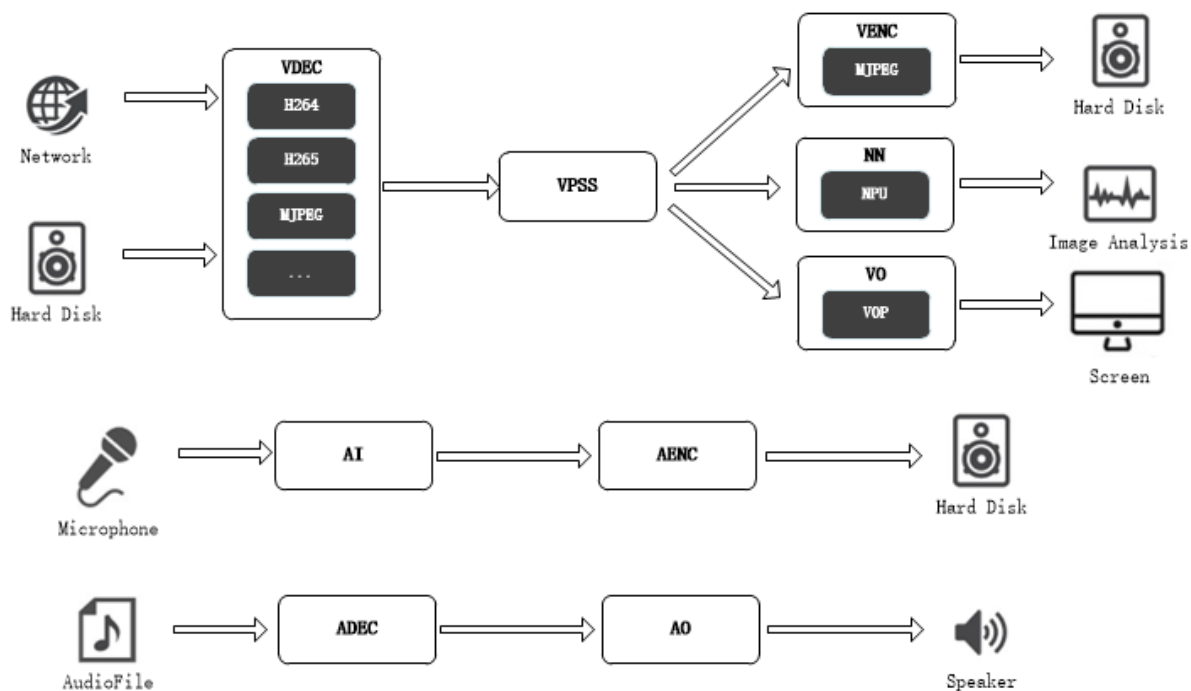 VDEC
H264
H265
MJPEG
...
Network
Hard Disk
VPSS
VENC
MJPEG
Hard Disk
NN
NPU
Image Analysis
VO
VOP
Screen
Microphone
AI
AENC
Hard Disk
AudioFile
ADEC
AO
Speaker